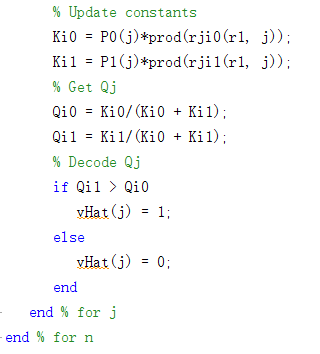 % Update constants
Ki0 = P0(j)*prod(rji0(r1, j));
Ki1 = P1(j)*prod(rji1(r1, j));
% Get Qj
Qi0 = Ki0/(Ki0 + Ki1);
Qi1 = Ki1/(Ki0 + Ki1);
% Decode Qj
if Qi1 > Qi0
vHat(j) = 1;
else
vHat(j) = 0;
end
end % for j
end % for n